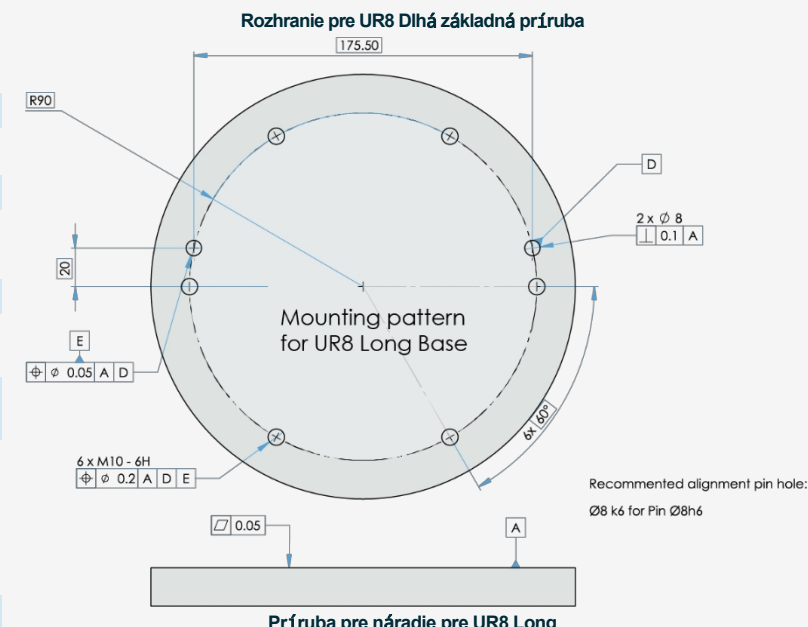 Rozhranie pre UR8 Dlhá základná príruba
175.50
R90
D
2 x Ø 8
⊥ 0.1 A
20
Mounting pattern
for UR8 Long Base
E
⌖ ø 0.05 A D
6x 60°
6 x M10 - 6H
⌖ ø 0.2 A D E
Recommented alignment pin hole:
Ø8 k6 for Pin Ø8h6
⏥ 0.05
A
Príruba pre náradie pre UR8 Long